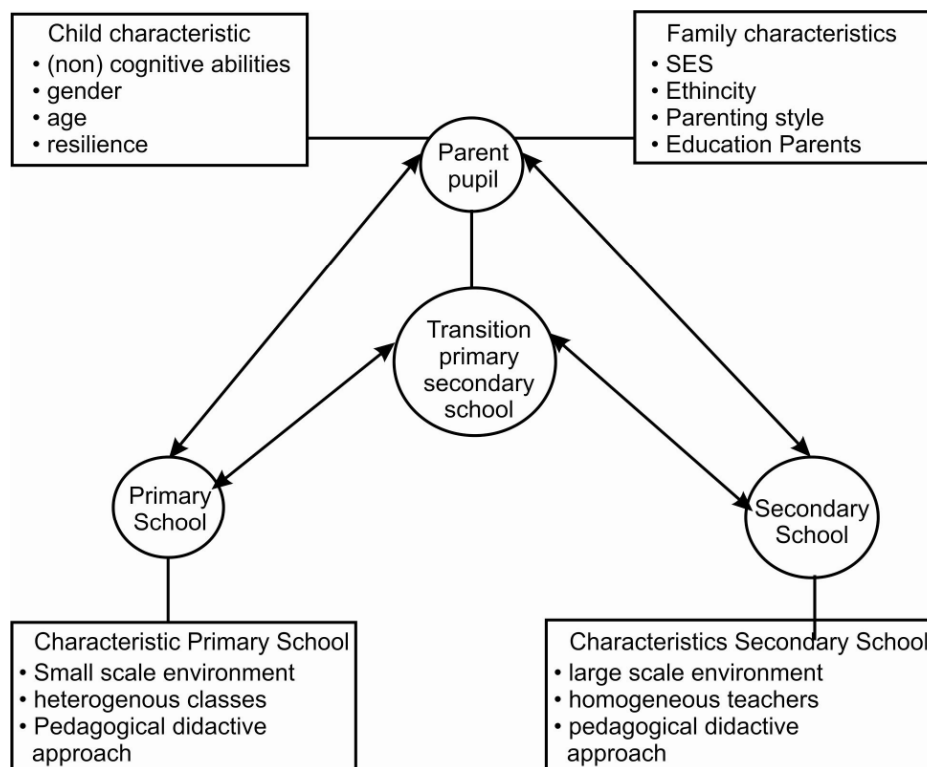 Child characteristic
• (non) cognitive abilities
• gender
• age
• resilience
Family characteristics
• SES
• Ethincity
• Parenting style
• Education Parents
Parent
pupil
Transition
primary
secondary
school
Primary
School
Secondary
School
Characteristic Primary School
• Small scale environment
• heterogenous classes
• Pedagogical didactive
approach
Characteristics Secondary School
• large scale environment
• homogeneous teachers
• pedagogical didactive
approach